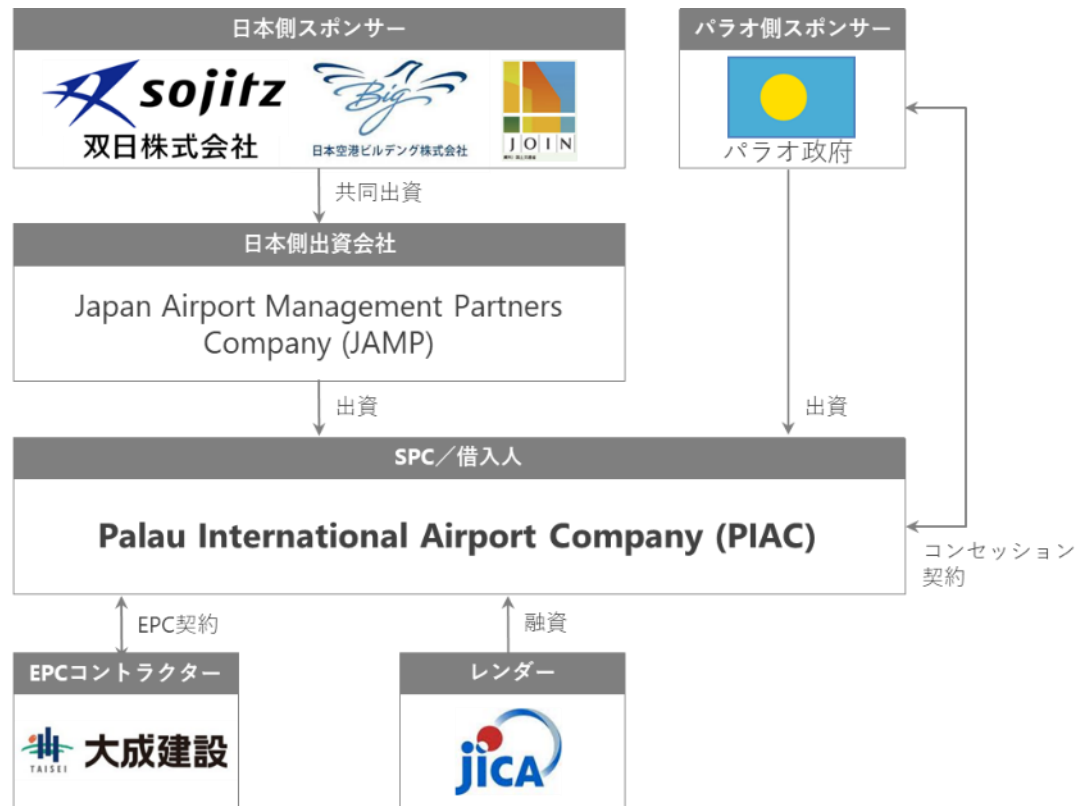 日本側スポンサー
パラオ側スポンサー
sojitz
双日株式会社
Big
日本空港ビルデング株式会社
JOIN
パラオ政府
共同出資
日本側出資会社
Japan Airport Management Partners
Company (JAMP)
出資
出資
SPC／借入人
Palau International Airport Company (PIAC)
コンセッション
契約
EPC契約
融資
EPCコントラクター
レンダー
TAISEI
大成建設
jICA